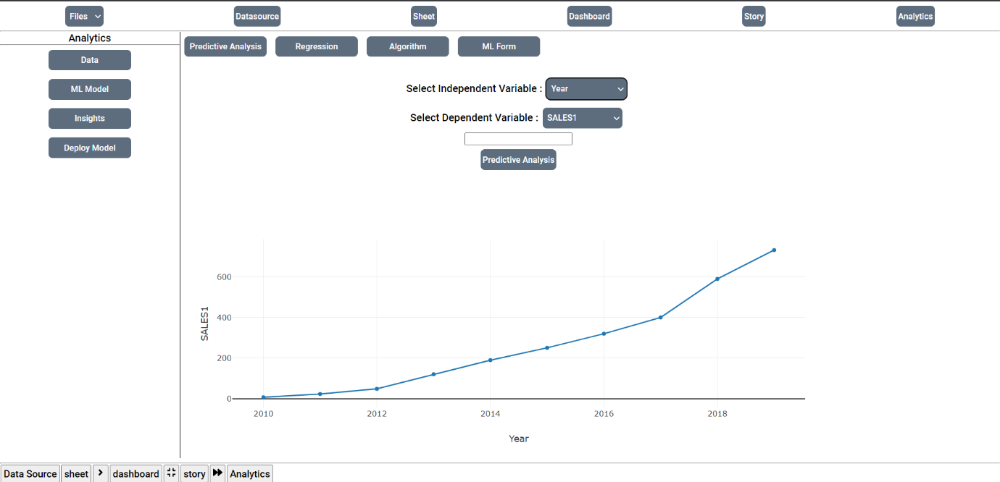 Files Datasource Sheet Dashboard Story Analytics
Analytics
Data
ML Model
Insights
Deploy Model
Predictive Analysis Regression Algorithm ML Form
Select Independent Variable : Year
Select Dependent Variable : SALES1
Predictive Analysis
SALES1
600
400
200
0
2010 2012 2014 2016 2018
Year
Data Source sheet dashboard story Analytics